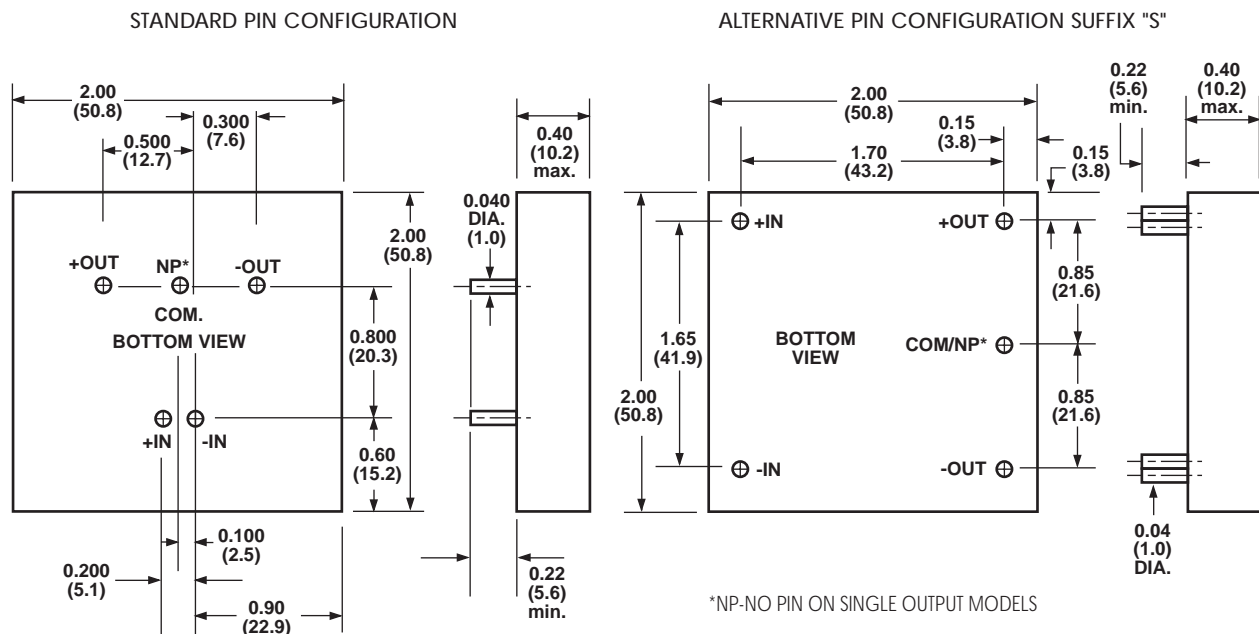 STANDARD PIN CONFIGURATION
2.00
(50.8)
0.300
(7.6)
0.500
(12.7)
0.40
(10.2)
max.
0.040
DIA.
(1.0)
2.00
(50.8)
+OUT
NP*
-OUT
COM.
BOTTOM VIEW
0.800
(20.3)
+IN
-IN
0.60
(15.2)
0.100
(2.5)
0.200
(5.1)
0.90
(22.9)
0.22
(5.6)
min.
ALTERNATIVE PIN CONFIGURATION SUFFIX "S"
2.00
(50.8)
0.15
(3.8)
1.70
(43.2)
0.15
(3.8)
0.22
(5.6)
min.
0.40
(10.2)
max.
+IN
+OUT
0.85
(21.6)
1.65
(41.9)
BOTTOM
VIEW
COM/NP*
2.00
(50.8)
0.85
(21.6)
-IN
-OUT
0.04
(1.0)
DIA.
*NP-NO PIN ON SINGLE OUTPUT MODELS